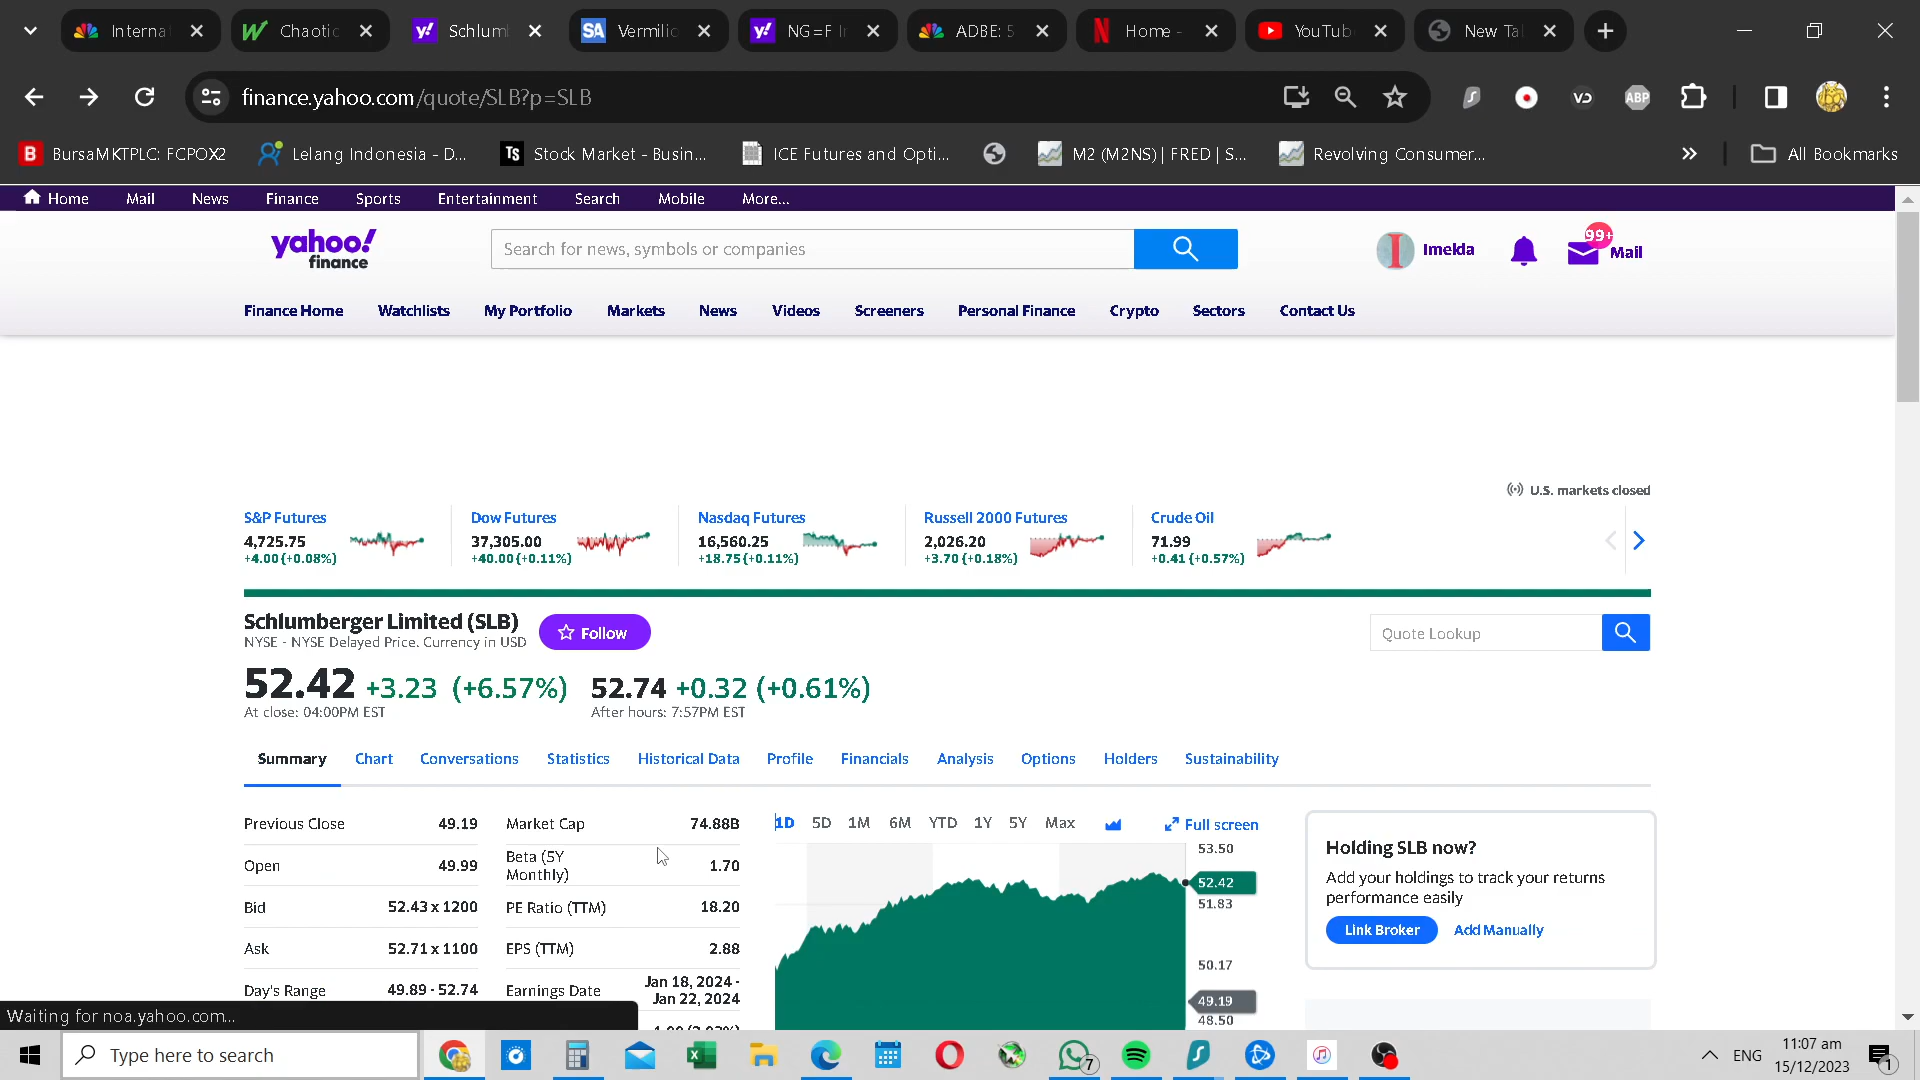 Interna
Chaotic
Schlum
SA Vermilic
NG=F I
ADBE: 5
Home -
YouTub
New Ta
finance.yahoo.com/quote/SLB?p=SLB
VD
ABP
B BursaMKTPLC: FCPOX2
Lelang Indonesia - D...
Ts Stock Market - Busin...
ICE Futures and Opti...
M2 (M2NS) | FRED | S...
Revolving Consumer...
All Bookmarks
Home Mail News Finance Sports Entertainment Search Mobile More...
yahoo!
finance
Search for news, symbols or companies
Imelda
99+
Mail
Finance Home Watchlists My Portfolio Markets News Videos Screeners Personal Finance Crypto Sectors Contact Us
U.S. markets closed
S&P Futures
4,725.75
+4.00 (+0.08%)
Dow Futures
37,305.00
+40.00 (+0.11%)
Nasdaq Futures
16,560.25
+18.75 (+0.11%)
Russell 2000 Futures
2,026.20
+3.70 (+0.18%)
Crude Oil
71.99
+0.41 (+0.57%)
Schlumberger Limited (SLB)
NYSE - NYSE Delayed Price. Currency in USD
Follow
Quote Lookup
52.42 +3.23 (+6.57%)
At close: 04:00PM EST
52.74 +0.32 (+0.61%)
After hours: 7:57PM EST
Summary Chart Conversations Statistics Historical Data Profile Financials Analysis Options Holders Sustainability
Previous Close 49.19
Open 49.99
Bid 52.43 x 1200
Ask 52.71 x 1100
Day's Range 49.89 - 52.74
Market Cap 74.88B
Beta (5Y
Monthly) 1.70
PE Ratio (TTM) 18.20
EPS (TTM) 2.88
Earnings Date Jan 18, 2024 -
Jan 22, 2024
1D 5D 1M 6M YTD 1Y 5Y Max
Full screen
53.50
52.42
51.83
50.17
49.19
48.50
Holding SLB now?
Add your holdings to track your returns
performance easily
Link Broker
Add Manually
Waiting for noa.yahoo.com...
Type here to search
7
ENG
11:07 am
15/12/2023
1